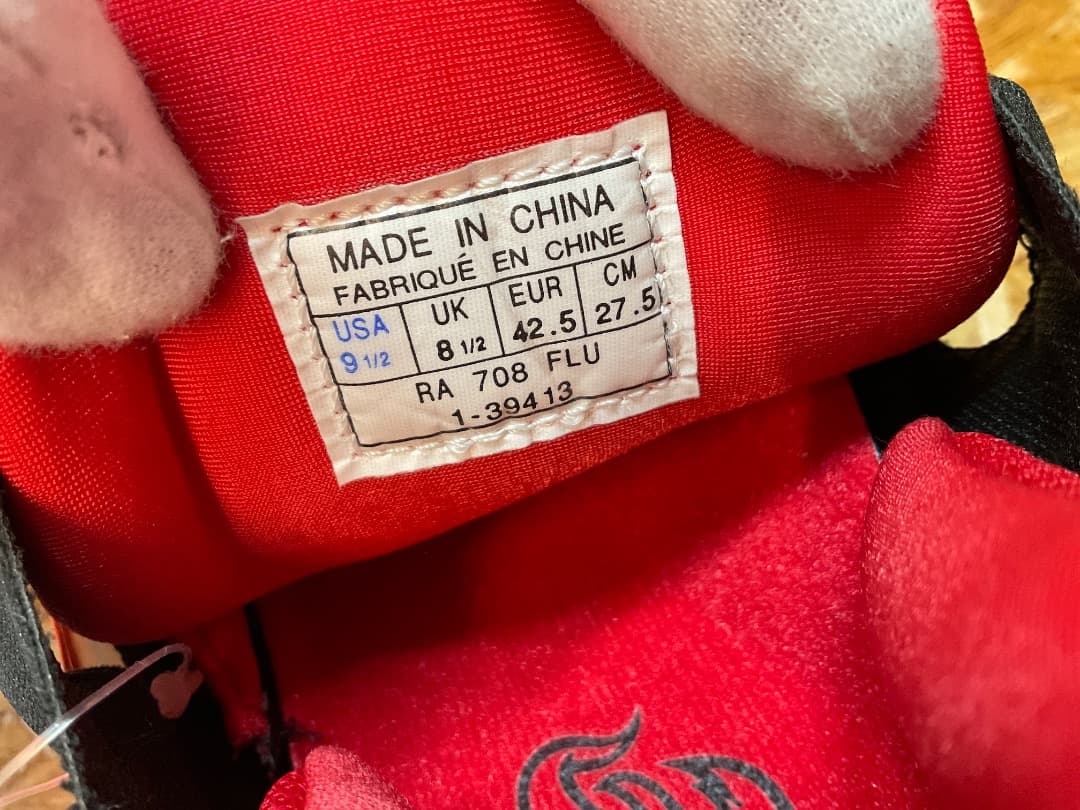 MADE IN CHINA
FABRIQUÉ EN CHINE
USA UK EUR CM
9 1/2 8 1/2 42.5 27.5
RA 708 FLU
1-39413